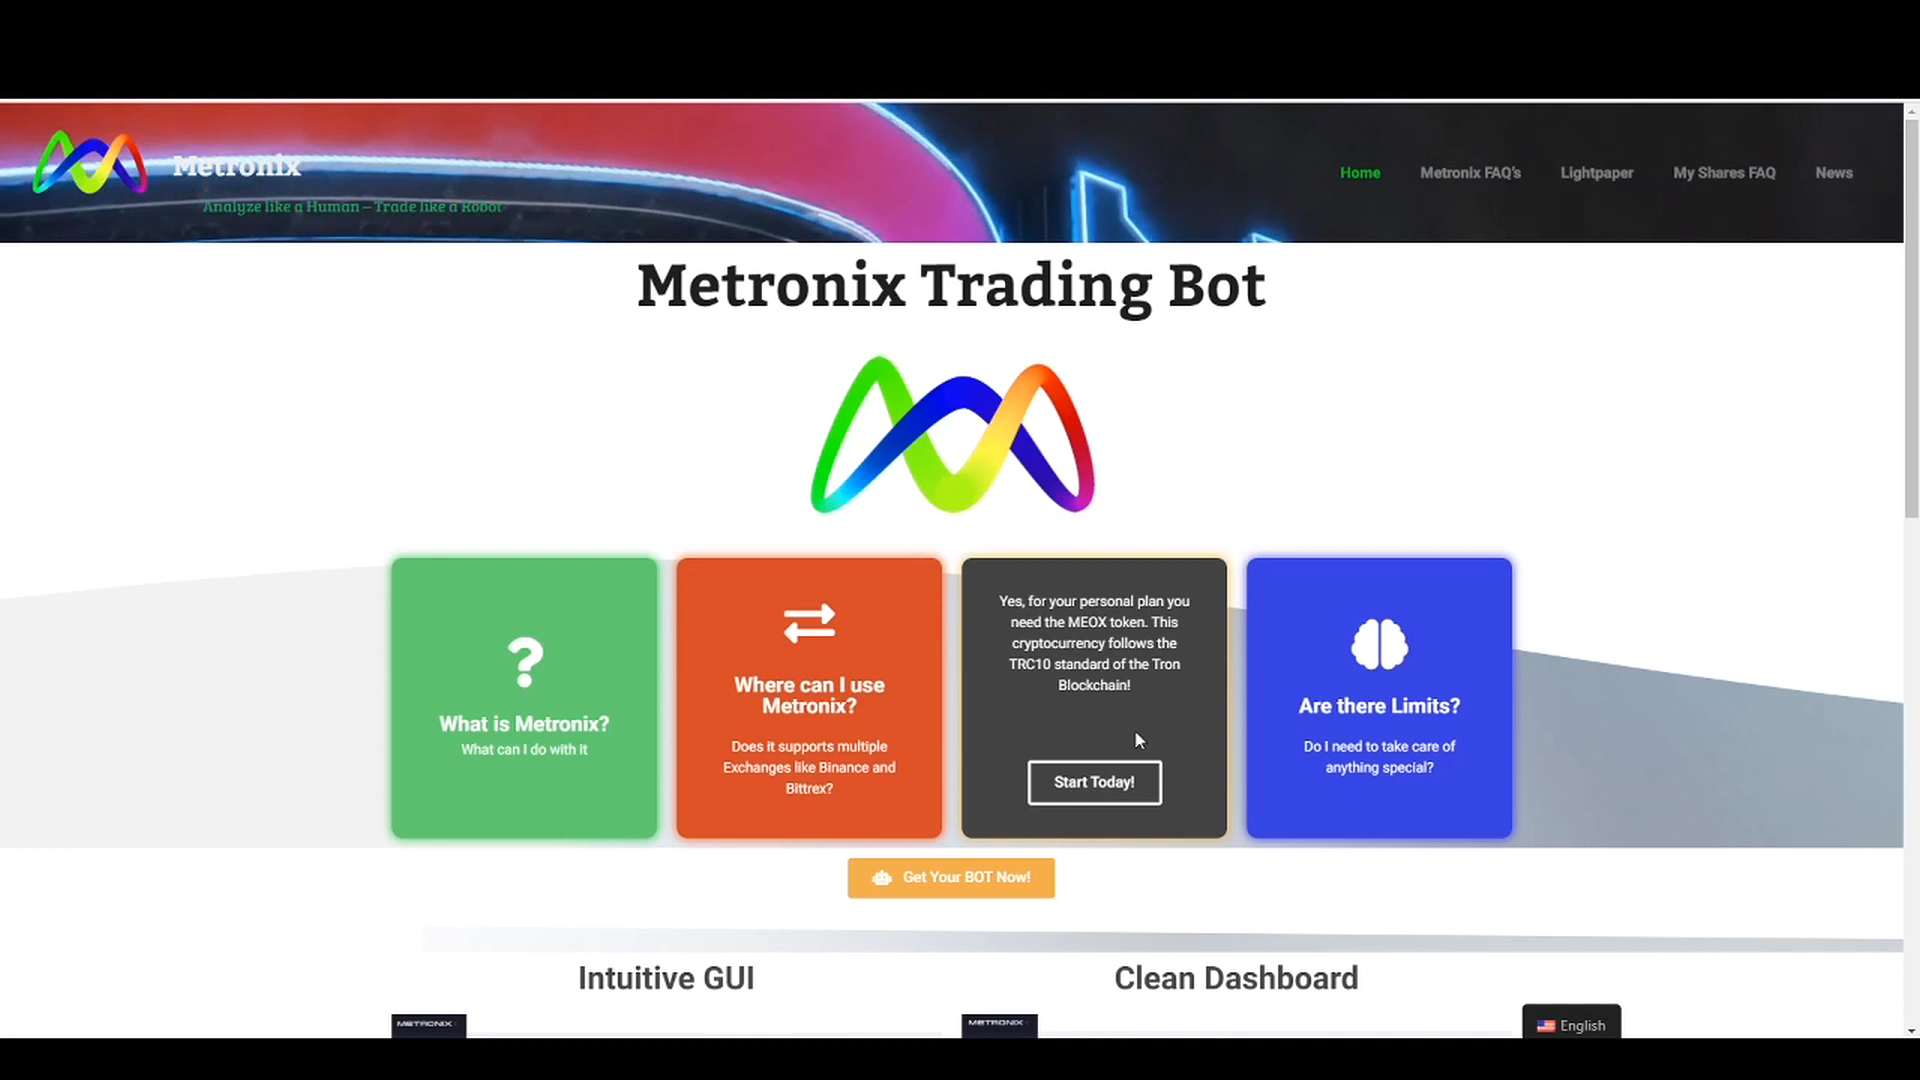 Metronix
Analyze like a Human – Trade like a Robot
Home
Metronix FAQ's
Lightpaper
My Shares FAQ
News
Metronix Trading Bot
What is Metronix?
What can I do with it
Where can I use
Metronix?
Does it supports multiple
Exchanges like Binance and
Bittrex?
Yes, for your personal plan you
need the MEOX token. This
cryptocurrency follows the
TRC10 standard of the Tron
Blockchain!
Start Today!
Are there Limits?
Do I need to take care of
anything special?
Get Your BOT Now!
Intuitive GUI
Clean Dashboard
METRONIX
METRONIX
English